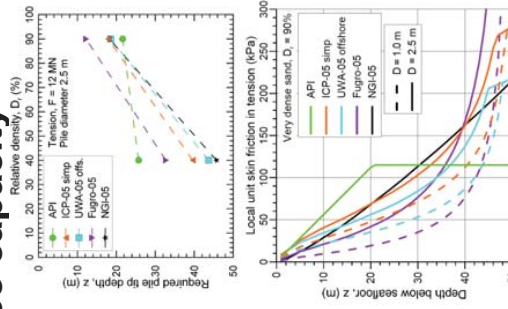 Relative density, Dr (%)
0 10 20 30 40 50 60 70 80 90 100
Required pile tip depth, z (m)
0
10
20
30
40
50
Tension, F = 12 MN
Pile diameter 2.5 m
API
ICP-05 simp
UWA-05 offs.
Fugro-05
NGI-05
Local unit skin friction in tension (kPa)
0 50 100 150 200 250 300
Depth below seafloor, z (m)
0
10
20
30
40
Very dense sand, Dr = 90%
API
ICP-05 simp
UWA-05 offshore
Fugro-05
NGI-05
D = 1.0 m
D = 2.5 m